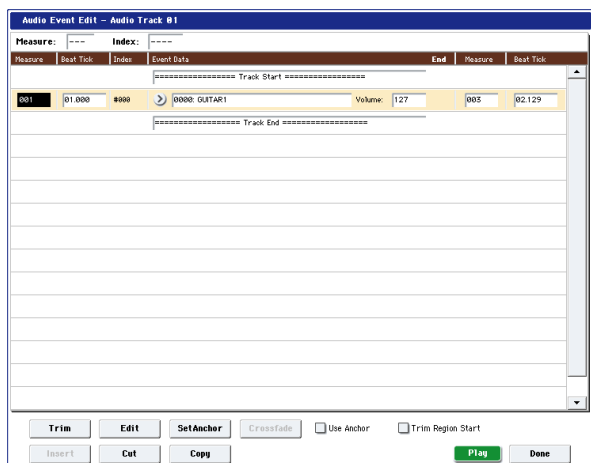 Audio Event Edit – Audio Track 01
Measure: --- Index: ----
Measure Beat Tick Index Event Data End Measure Beat Tick
================= Track Start =================
001 01.000 #000 0000: GUITAR1 Volume: 127 003 02.129
================== Track End ==================
Trim Edit SetAnchor Crossfade Use Anchor Trim Region Start
Insert Cut Copy Play Done